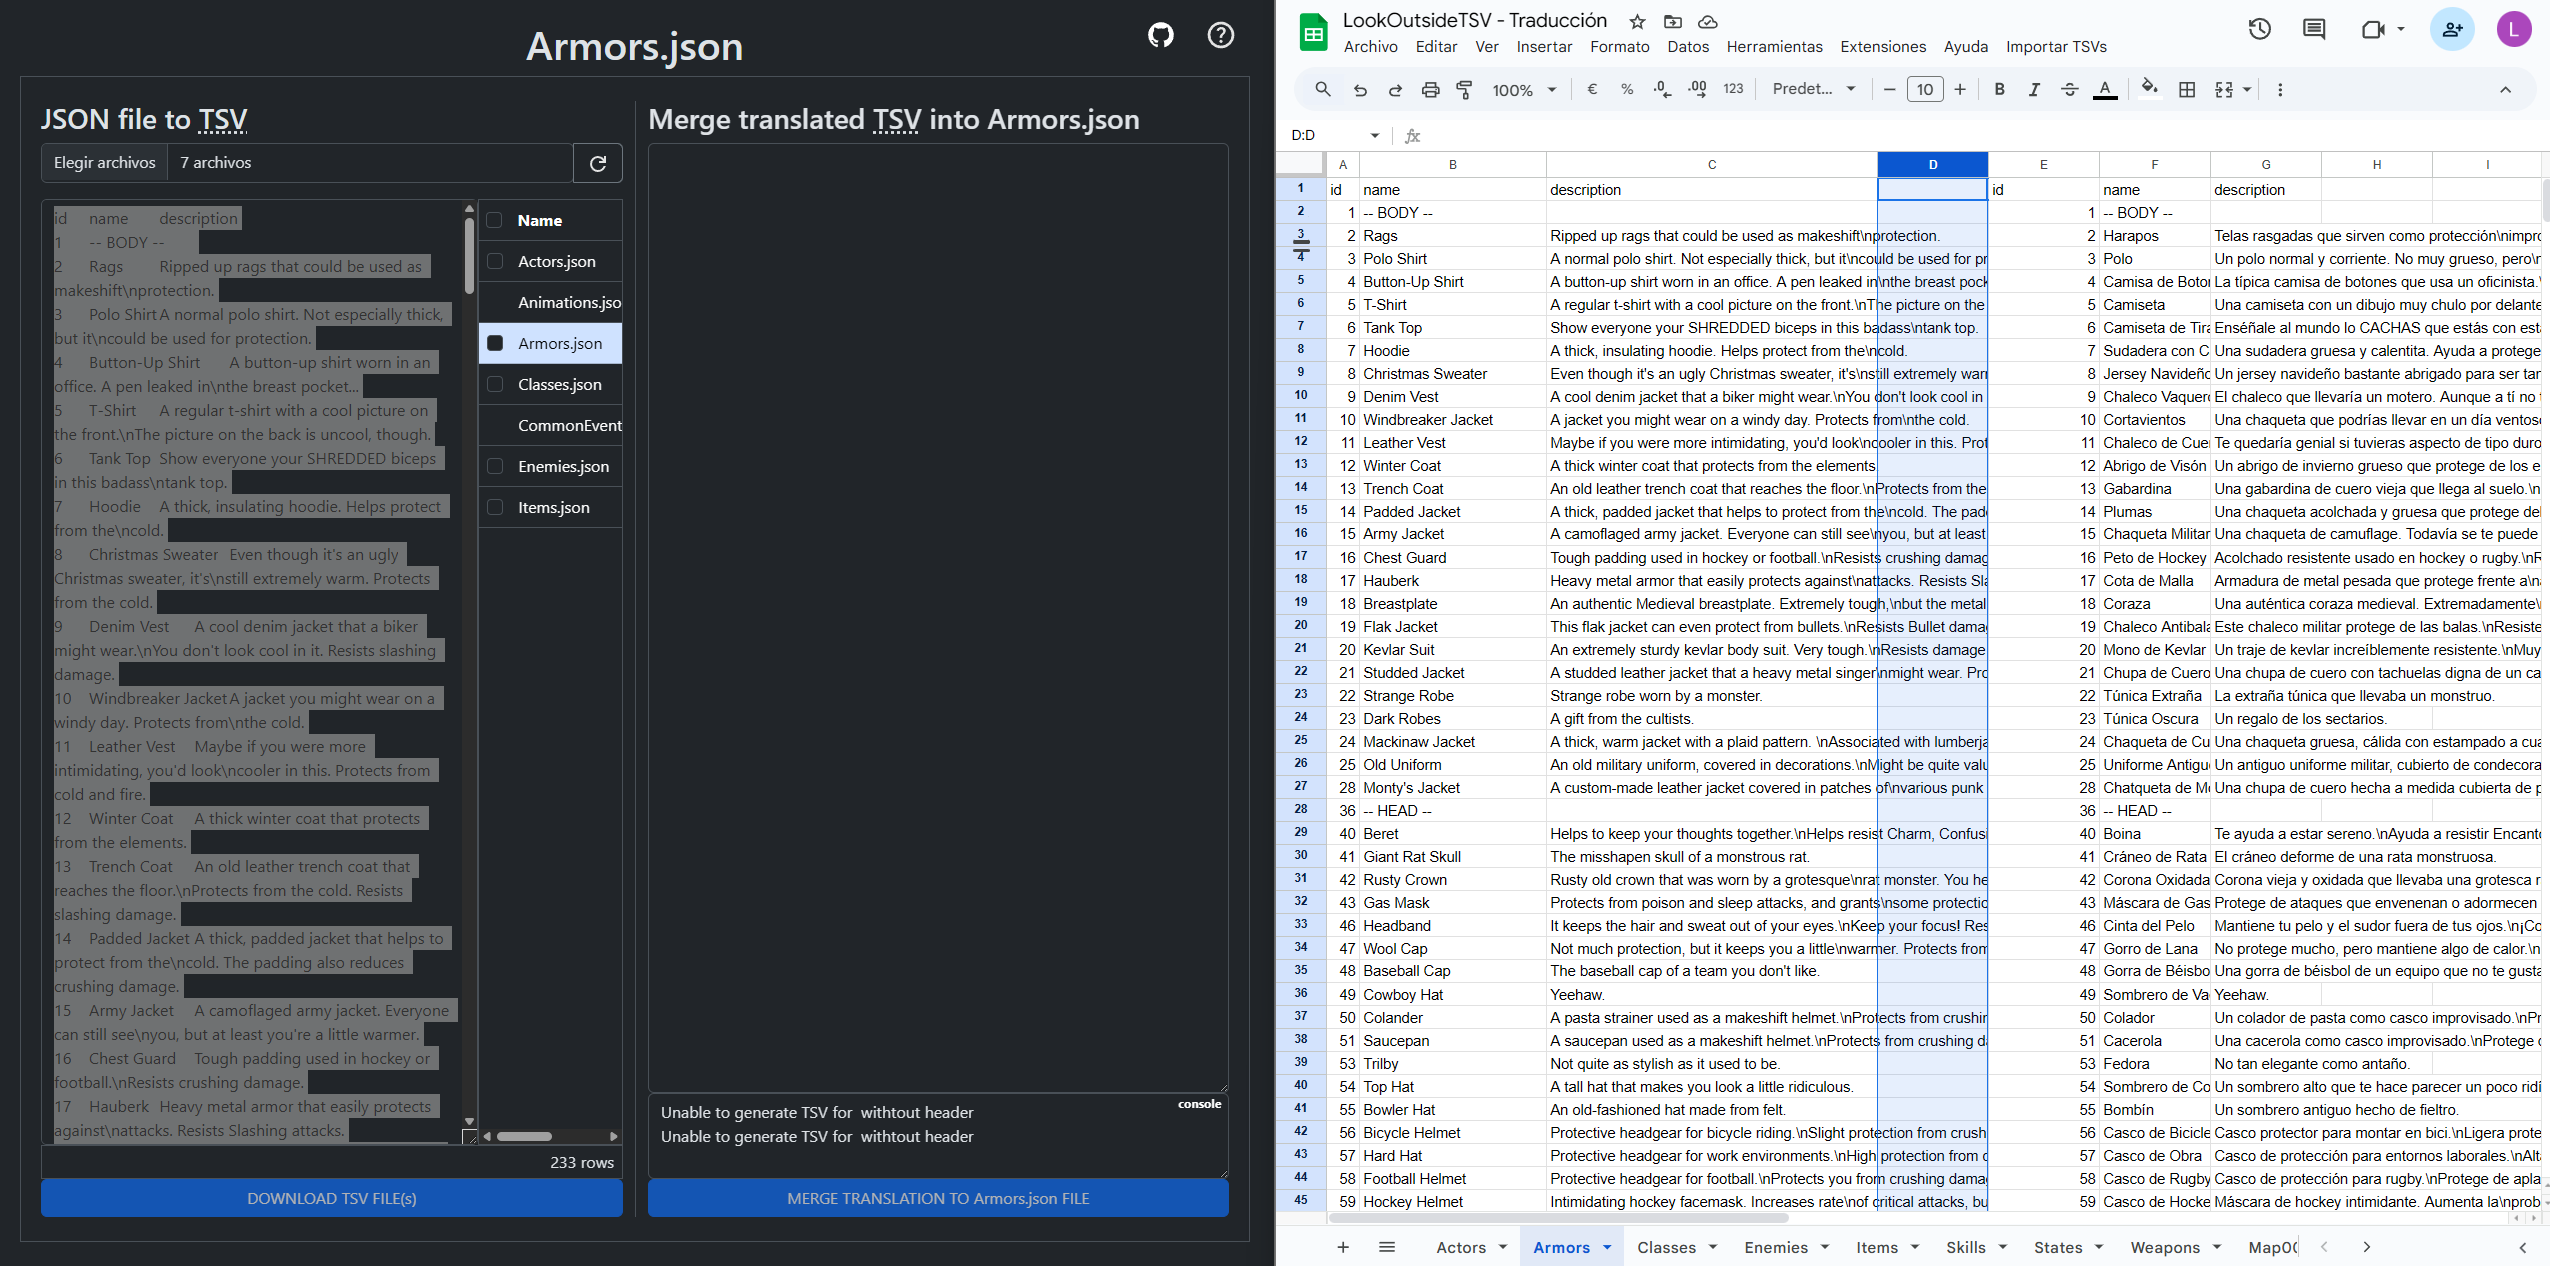 Armors.json
JSON file to TSV
Elegir archivos 7 archivos
id name description
1 -- BODY --
2 Rags Ripped up rags that could be used as
makeshift\nprotection.
3 Polo Shirt A normal polo shirt. Not especially thick,
but it\ncould be used for protection.
4 Button-Up Shirt A button-up shirt worn in an
office. A pen leaked in\nthe breast pocket...
5 T-Shirt A regular t-shirt with a cool picture on
the front.\nThe picture on the back is uncool, though.
6 Tank Top Show everyone your SHREDDED biceps
in this badass\ntank top.
7 Hoodie A thick, insulating hoodie. Helps protect
from the\ncold.
8 Christmas Sweater Even though it's an ugly
Christmas sweater, it's\nstill extremely warm. Protects
from the cold.
9 Denim Vest A cool denim jacket that a biker
might wear.\nYou don't look cool in it. Resists slashing
damage.
10 Windbreaker Jacket A jacket you might wear on a
windy day. Protects from\nthe cold.
11 Leather Vest Maybe if you were more
intimidating, you'd look\ncooler in this. Protects from
cold and fire.
12 Winter Coat A thick winter coat that protects
from the elements.
13 Trench Coat An old leather trench coat that
reaches the floor.\nProtects from the cold. Resists
slashing damage.
14 Padded Jacket A thick, padded jacket that helps to
protect from the\ncold. The padding also reduces
crushing damage.
15 Army Jacket A camoflaged army jacket. Everyone
can still see\nyou, but at least you're a little warmer.
16 Chest Guard Tough padding used in hockey or
football.\nResists crushing damage.
17 Hauberk Heavy metal armor that easily protects
against\nattacks. Resists Slashing attacks.
233 rows
DOWNLOAD TSV FILE(s)
Name
Actors.json
Animations.jso
Armors.json
Classes.json
CommonEvent
Enemies.json
Items.json
Merge translated TSV into Armors.json
console
Unable to generate TSV for withtout header
Unable to generate TSV for withtout header
MERGE TRANSLATION TO Armors.json FILE
LookOutsideTSV - Traducción
Archivo Editar Ver Insertar Formato Datos Herramientas Extensiones Ayuda Importar TSVs
L
100% € % .0 .00 123 Predet... − 10 + B I S A
D:D fx
A B C D E F G H I
1 id name description id name description
2 1 -- BODY -- 1 -- BODY --
3 2 Rags Ripped up rags that could be used as makeshift\nprotection. 2 Harapos Telas rasgadas que sirven como protección\nimpro
4 3 Polo Shirt A normal polo shirt. Not especially thick, but it\ncould be used for pr 3 Polo Un polo normal y corriente. No muy grueso, pero\n
5 4 Button-Up Shirt A button-up shirt worn in an office. A pen leaked in\nthe breast pock 4 Camisa de Boton La típica camisa de botones que usa un oficinista.\
6 5 T-Shirt A regular t-shirt with a cool picture on the front.\nThe picture on the 5 Camiseta Una camiseta con un dibujo muy chulo por delante
7 6 Tank Top Show everyone your SHREDDED biceps in this badass\ntank top. 6 Camiseta de Tira Enséñale al mundo lo CACHAS que estás con est
8 7 Hoodie A thick, insulating hoodie. Helps protect from the\ncold. 7 Sudadera con C Una sudadera gruesa y calentita. Ayuda a protege
9 8 Christmas Sweater Even though it's an ugly Christmas sweater, it's\nstill extremely warr 8 Jersey Navideño Un jersey navideño bastante abrigado para ser tan
10 9 Denim Vest A cool denim jacket that a biker might wear.\nYou don't look cool in 9 Chaleco Vaquero El chaleco que llevaría un motero. Aunque a tí no
11 10 Windbreaker Jacket A jacket you might wear on a windy day. Protects from\nthe cold. 10 Cortavientos Una chaqueta que podrías llevar en un día ventos
12 11 Leather Vest Maybe if you were more intimidating, you'd look\ncooler in this. Prot 11 Chaleco de Cue Te quedaría genial si tuvieras aspecto de tipo duro
13 12 Winter Coat A thick winter coat that protects from the elements. 12 Abrigo de Visón Un abrigo de invierno grueso que protege de los e
14 13 Trench Coat An old leather trench coat that reaches the floor.\nProtects from the 13 Gabardina Una gabardina de cuero vieja que llega al suelo.\n
15 14 Padded Jacket A thick, padded jacket that helps to protect from the\ncold. The pad 14 Plumas Una chaqueta acolchada y gruesa que protege del
16 15 Army Jacket A camoflaged army jacket. Everyone can still see\nyou, but at least 15 Chaqueta Militar Una chaqueta de camuflage. Todavía se te puede
17 16 Chest Guard Tough padding used in hockey or football.\nResists crushing damag 16 Peto de Hockey Acolchado resistente usado en hockey o rugby.\nR
18 17 Hauberk Heavy metal armor that easily protects against\nattacks. Resists Sla 17 Cota de Malla Armadura de metal pesada que protege frente a\n
19 18 Breastplate An authentic Medieval breastplate. Extremely tough,\nbut the metal 18 Coraza Una auténtica coraza medieval. Extremadamente\
20 19 Flak Jacket This flak jacket can even protect from bullets.\nResists Bullet dama 19 Chaleco Antibala Este chaleco militar protege de las balas.\nResiste
21 20 Kevlar Suit An extremely sturdy kevlar body suit. Very tough.\nResists damage 20 Mono de Kevlar Un traje de kevlar increíblemente resistente.\nMuy
22 21 Studded Jacket A studded leather jacket that a heavy metal singer\nmight wear. Pro 21 Chupa de Cuero Una chupa de cuero con tachuelas digna de un ca
23 22 Strange Robe Strange robe worn by a monster. 22 Túnica Extraña La extraña túnica que llevaba un monstruo.
24 23 Dark Robes A gift from the cultists. 23 Túnica Oscura Un regalo de los sectarios.
25 24 Mackinaw Jacket A thick, warm jacket with a plaid pattern. \nAssociated with lumberja 24 Chaqueta de Cu Una chaqueta gruesa, cálida con estampado a cua
26 25 Old Uniform An old military uniform, covered in decorations.\nMight be quite valu 25 Uniforme Antigu Un antiguo uniforme militar, cubierto de condecora
27 28 Monty's Jacket A custom-made leather jacket covered in patches of\nvarious punk 28 Chatqueta de M Una chupa de cuero hecha a medida cubierta de p
28 36 -- HEAD -- 36 -- HEAD --
29 40 Beret Helps to keep your thoughts together.\nHelps resist Charm, Confusi 40 Boina Te ayuda a estar sereno.\nAyuda a resistir Encant
30 41 Giant Rat Skull The misshapen skull of a monstrous rat. 41 Cráneo de Rata El cráneo deforme de una rata monstruosa.
31 42 Rusty Crown Rusty old crown that was worn by a grotesque\nrat monster. You he 42 Corona Oxidada Corona vieja y oxidada que llevaba una grotesca r
32 43 Gas Mask Protects from poison and sleep attacks, and grants\nsome protectio 43 Máscara de Gas Protege de ataques que envenenan o adormecen
33 46 Headband It keeps the hair and sweat out of your eyes.\nKeep your focus! Res 46 Cinta del Pelo Mantiene tu pelo y el sudor fuera de tus ojos.\n¡Co
34 47 Wool Cap Not much protection, but it keeps you a little\nwarmer. Protects from 47 Gorro de Lana No protege mucho, pero mantiene algo de calor.\n
35 48 Baseball Cap The baseball cap of a team you don't like. 48 Gorra de Béisbo Una gorra de béisbol de un equipo que no te gusta
36 49 Cowboy Hat Yeehaw. 49 Sombrero de Va Yeehaw.
37 50 Colander A pasta strainer used as a makeshift helmet.\nProtects from crushin 50 Colador Un colador de pasta como casco improvisado.\nPr
38 51 Saucepan A saucepan used as a makeshift helmet.\nProtects from crushing d 51 Cacerola Una cacerola como casco improvisado.\nProtege
39 53 Trilby Not quite as stylish as it used to be. 53 Fedora No tan elegante como antaño.
40 54 Top Hat A tall hat that makes you look a little ridiculous. 54 Sombrero de Co Un sombrero alto que te hace parecer un poco ridí
41 55 Bowler Hat An old-fashioned hat made from felt. 55 Bombín Un sombrero antiguo hecho de fieltro.
42 56 Bicycle Helmet Protective headgear for bicycle riding.\nSlight protection from crush 56 Casco de Bicicle Casco protector para montar en bici.\nLigera prote
43 57 Hard Hat Protective headgear for work environments.\nHigh protection from c 57 Casco de Obra Casco de protección para entornos laborales.\nAlt
44 58 Football Helmet Protective headgear for football.\nProtects you from crushing dama 58 Casco de Rugby Casco de protección para rugby.\nProtege de apla
45 59 Hockey Helmet Intimidating hockey facemask. Increases rate\nof critical attacks, bu 59 Casco de Hocke Máscara de hockey intimidante. Aumenta la\nprob
Actors Armors Classes Enemies Items Skills States Weapons Map0